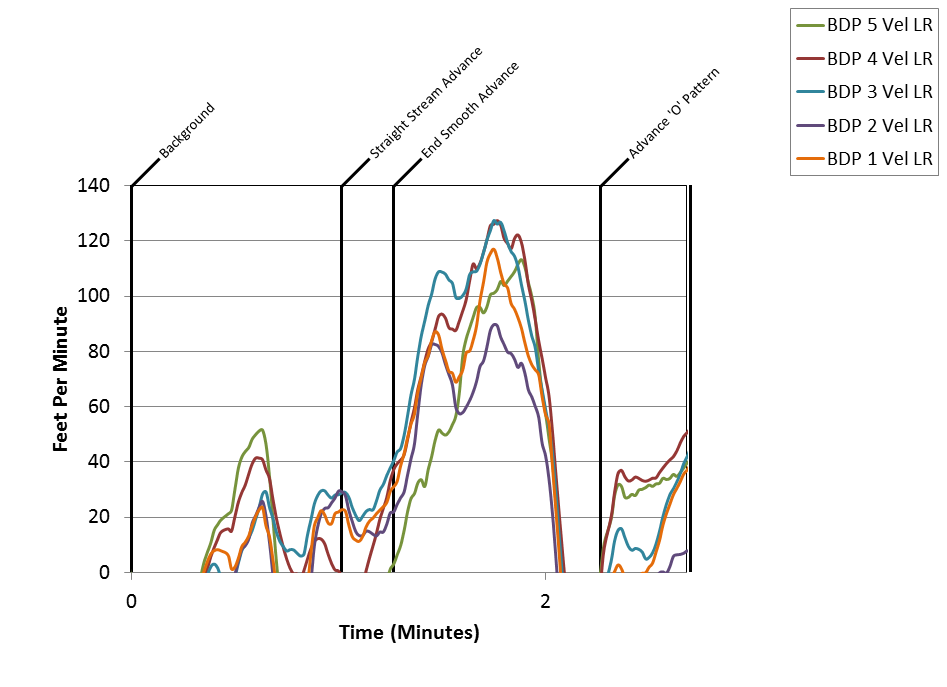 BDP 5 Vel LR
BDP 4 Vel LR
BDP 3 Vel LR
BDP 2 Vel LR
BDP 1 Vel LR
Background
Straight Stream Advance
End Smooth Advance
Advance 'O' Pattern
140
120
100
80
60
40
20
0
0
2
Feet Per Minute
Time (Minutes)